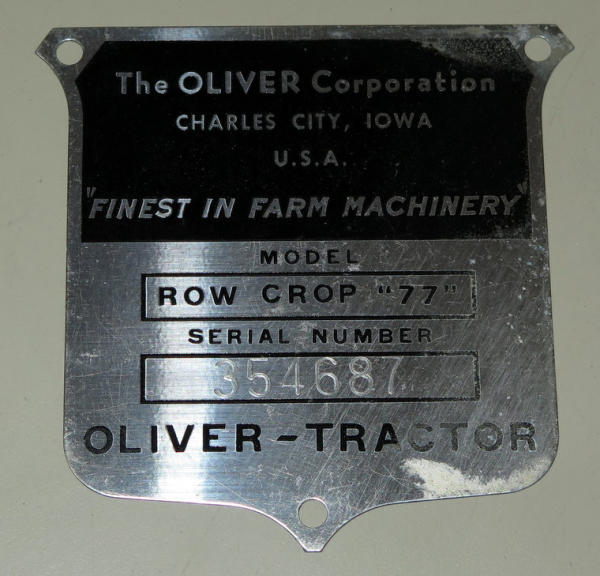 The OLIVER Corporation
CHARLES CITY, IOWA
U.S.A.
"FINEST IN FARM MACHINERY"
MODEL
ROW CROP "77"
SERIAL NUMBER
354687
OLIVER-TRACTOR